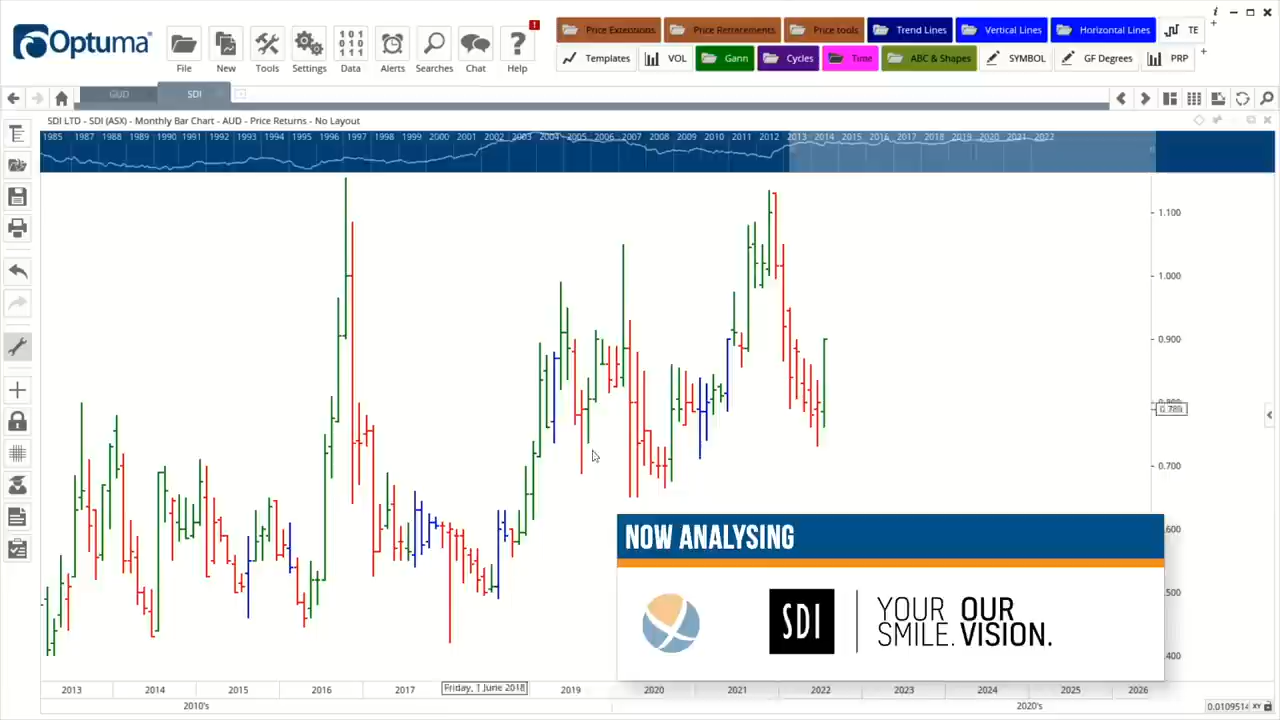 Optuma
File
New
Tools
Settings
Data
Alerts
Searches
Chat
Help
Price Extensions
Price Retracements
Price tools
Trend Lines
Vertical Lines
Horizontal Lines
TE
Templates
VOL
Gann
Cycles
Time
ABC & Shapes
SYMBOL
GF Degrees
PRP
GUD
SDI
SDI LTD - SDI (ASX) - Monthly Bar Chart - AUD - Price Returns - No Layout
1985 1987 1988 1989 1990 1991 1992 1993 1994 1995 1996 1997 1998 1999 2000 2001 2002 2003 2004 2005 2006 2007 2008 2009 2010 2011 2012 2013 2014 2015 2016 2017 2018 2019 2020 2021 2022
1.100
1.000
0.900
0.789
0.700
.600
.500
.400
NOW ANALYSING
SDI
YOUR OUR
SMILE. VISION.
2013 2014 2015 2016 2017 Friday, 1 June 2018 2019 2020 2021 2022 2023 2024 2025 2026
2010's 2020's
0.0109514 XY